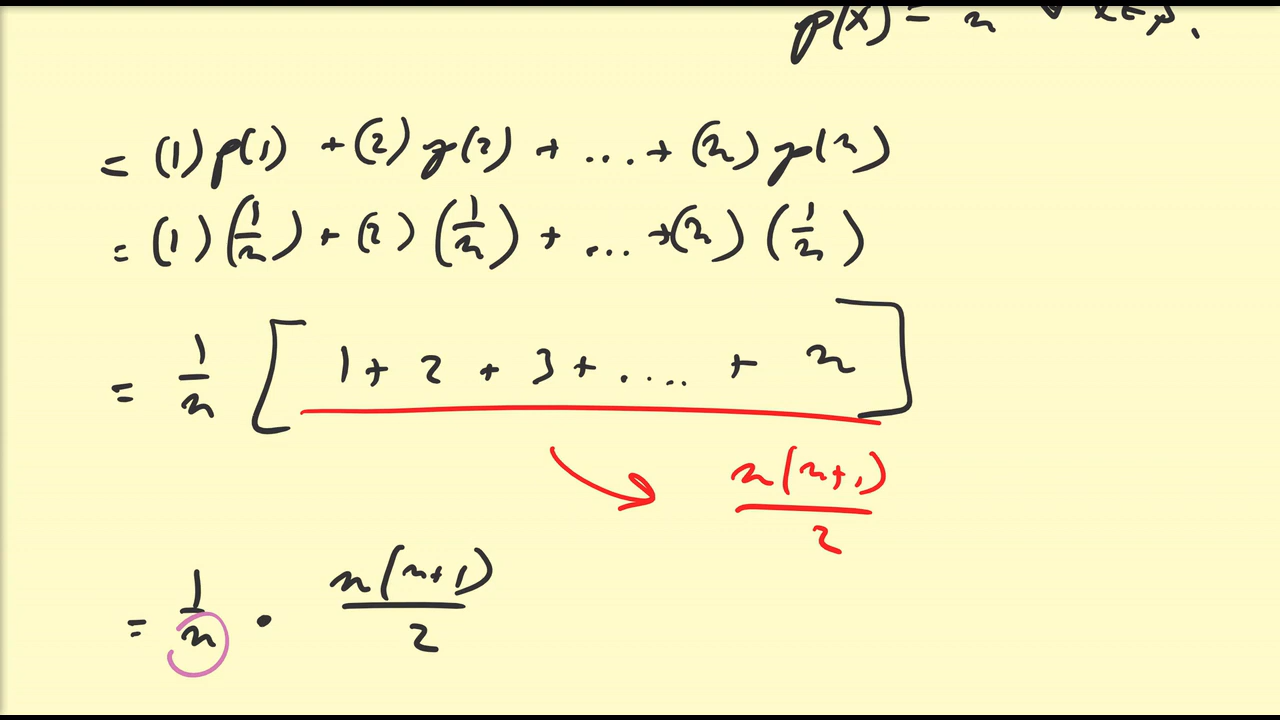 p(x) = n ∀ x ∈
= (1) p(1) + (2) p(2) + ... + (n) p(n)
= (1) (1/n) + (2) (1/n) + ... + (n) (1/n)
= 1/n [ 1 + 2 + 3 + .... + n ]
n(n+1)/2
= 1/n • n(n+1)/2